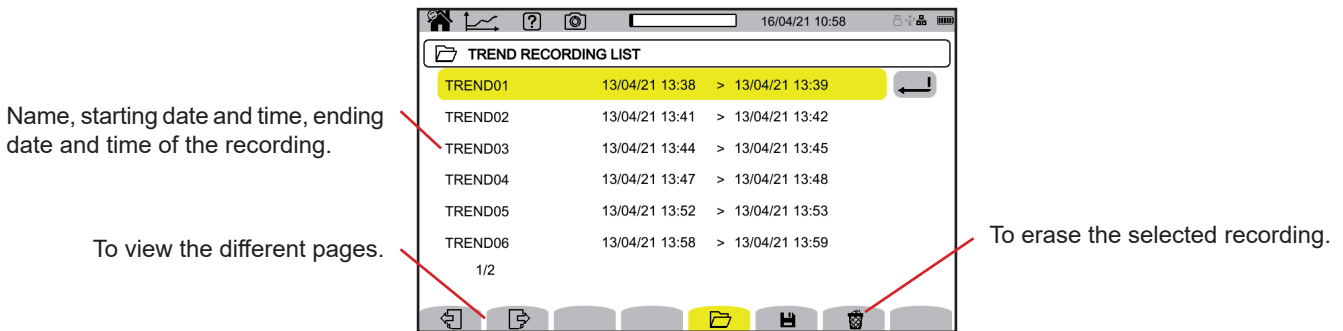 16/04/21 10:58
TREND RECORDING LIST
TREND01 13/04/21 13:38 > 13/04/21 13:39
TREND02 13/04/21 13:41 > 13/04/21 13:42
TREND03 13/04/21 13:44 > 13/04/21 13:45
TREND04 13/04/21 13:47 > 13/04/21 13:48
TREND05 13/04/21 13:52 > 13/04/21 13:53
TREND06 13/04/21 13:58 > 13/04/21 13:59
1/2
Name, starting date and time, ending
date and time of the recording.
To view the different pages.
To erase the selected recording.